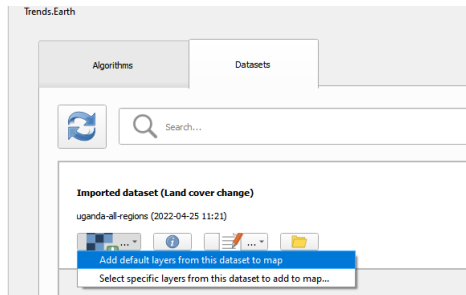 Trends.Earth
Algorithms
Datasets
Search...
Imported dataset (Land cover change)
uganda-all-regions (2022-04-25 11:21)
...
...
Add default layers from this dataset to map
Select specific layers from this dataset to add to map...